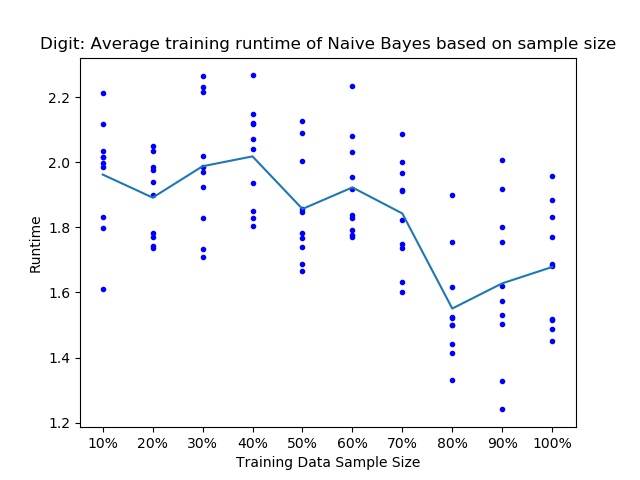 Digit: Average training runtime of Naive Bayes based on sample size
2.2
2.0
1.8
1.6
1.4
1.2
Runtime
10% 20% 30% 40% 50% 60% 70% 80% 90% 100%
Training Data Sample Size